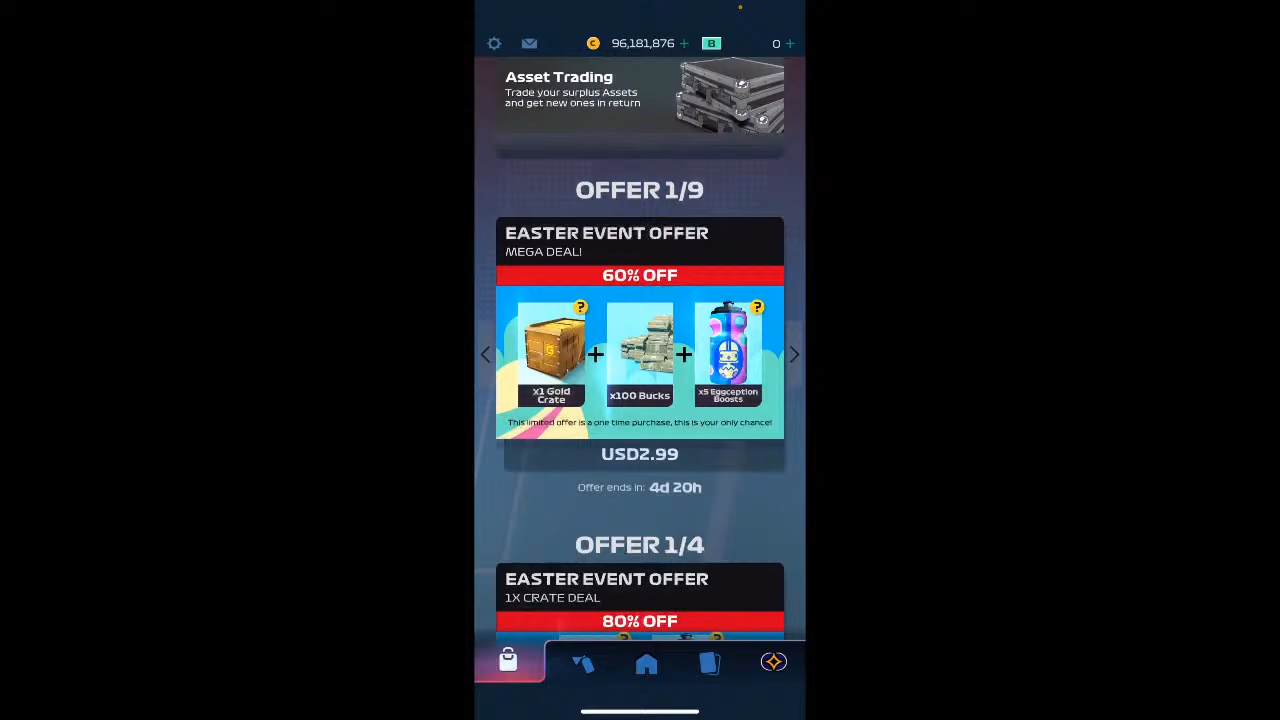 C 96,181,876 + B 0 +
Asset Trading
Trade your surplus Assets
and get new ones in return
OFFER 1/9
EASTER EVENT OFFER
MEGA DEAL!
60% OFF
? ?
G
+ +
x1 Gold
Crate
x100 Bucks
x5 Eggception
Boosts
This limited offer is a one time purchase, this is your only chance!
USD2.99
Offer ends in: 4d 20h
OFFER 1/4
EASTER EVENT OFFER
1X CRATE DEAL
80% OFF